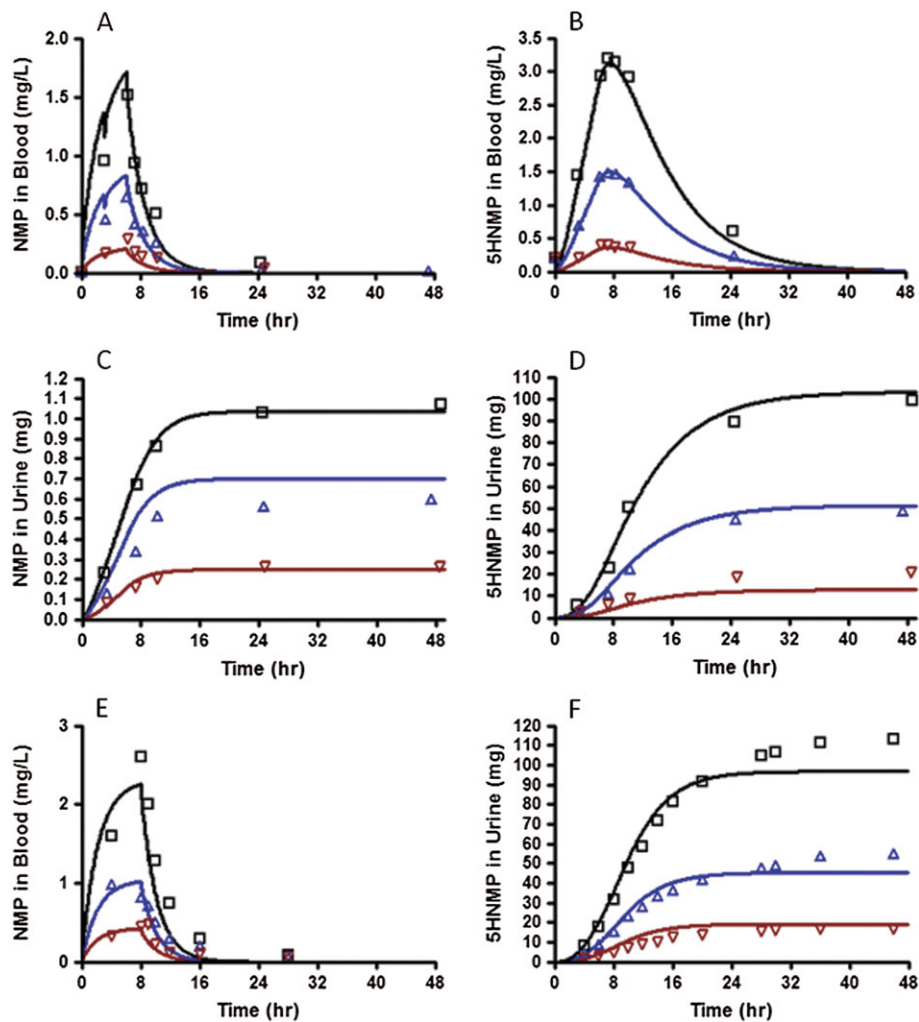 A
NMP in Blood (mg/L)
2.0
1.5
1.0
0.5
0.0
0 8 16 24 32 40 48
Time (hr)
B
5HNMP in Blood (mg/L)
3.5
3.0
2.5
2.0
1.5
1.0
0.5
0.0
0 8 16 24 32 40 48
Time (hr)
C
NMP in Urine (mg)
1.2
1.1
1.0
0.9
0.8
0.7
0.6
0.5
0.4
0.3
0.2
0.1
0.0
0 8 16 24 32 40 48
Time (hr)
D
5HNMP in Urine (mg)
110
100
90
80
70
60
50
40
30
20
10
0
0 8 16 24 32 40 48
Time (hr)
E
NMP in Blood (mg/L)
3
2
1
0
0 8 16 24 32 40 48
Time (hr)
F
5HNMP in Urine (mg)
120
110
100
90
80
70
60
50
40
30
20
10
0
0 8 16 24 32 40 48
Time (hr)